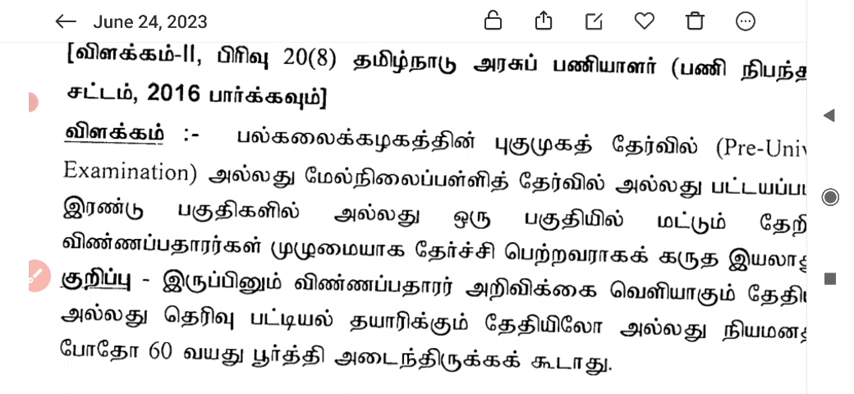 June 24, 2023
[விளக்கம்-II, பிரிவு 20(8) தமிழ்நாடு அரசுப் பணியாளர் (பணி நிபந்த
சட்டம், 2016 பார்க்கவும்]
விளக்கம் :- பல்கலைக்கழகத்தின் புகுமுகத் தேர்வில் (Pre-Univ
Examination) அல்லது மேல்நிலைப்பள்ளித் தேர்வில் அல்லது பட்டயப்ப
இரண்டு பகுதிகளில் அல்லது ஒரு பகுதியில் மட்டும் தேறி
விண்ணப்பதாரர்கள் முழுமையாக தேர்ச்சி பெற்றவராகக் கருத இயலாத
குறிப்பு - இருப்பினும் விண்ணப்பதாரர் அறிவிக்கை வெளியாகும் தேதி
அல்லது தெரிவு பட்டியல் தயாரிக்கும் தேதியிலோ அல்லது நியமனத
போதோ 60 வயது பூர்த்தி அடைந்திருக்கக் கூடாது.